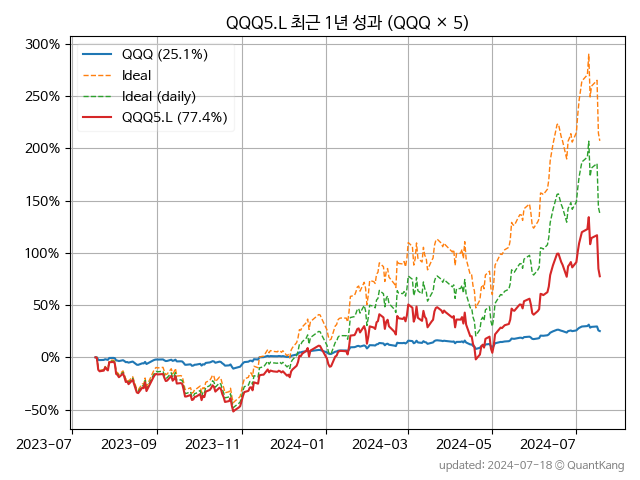 QQQ5.L 최근 1년 성과 (QQQ × 5)
300%
250%
200%
150%
100%
50%
0%
−50%
QQQ (25.1%)
Ideal
Ideal (daily)
QQQ5.L (77.4%)
2023-07
2023-09
2023-11
2024-01
2024-03
2024-05
2024-07
updated: 2024-07-18 © QuantKang